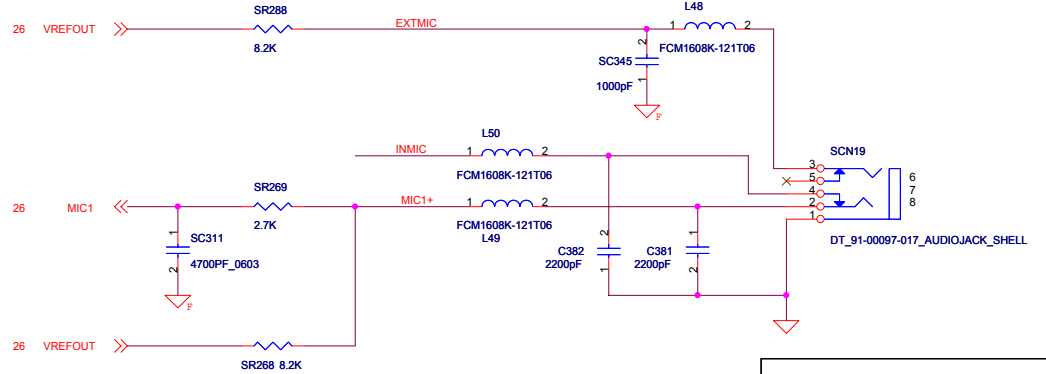 SR288
L48
26 VREFOUT
EXTMIC
1 2
8.2K
FCM1608K-121T06
2
SC345
1
1000pF
F
L50
INMIC
1 2
FCM1608K-121T06
SCN19
3
5
4
2
1
6
7
8
DT_91-00097-017_AUDIOJACK_SHELL
SR269
26 MIC1
MIC1+
1 2
2.7K
FCM1608K-121T06
L49
1
SC311
2
4700PF_0603
F
2
C382
2200pF
1
1
C381
2200pF
2
26 VREFOUT
SR268 8.2K